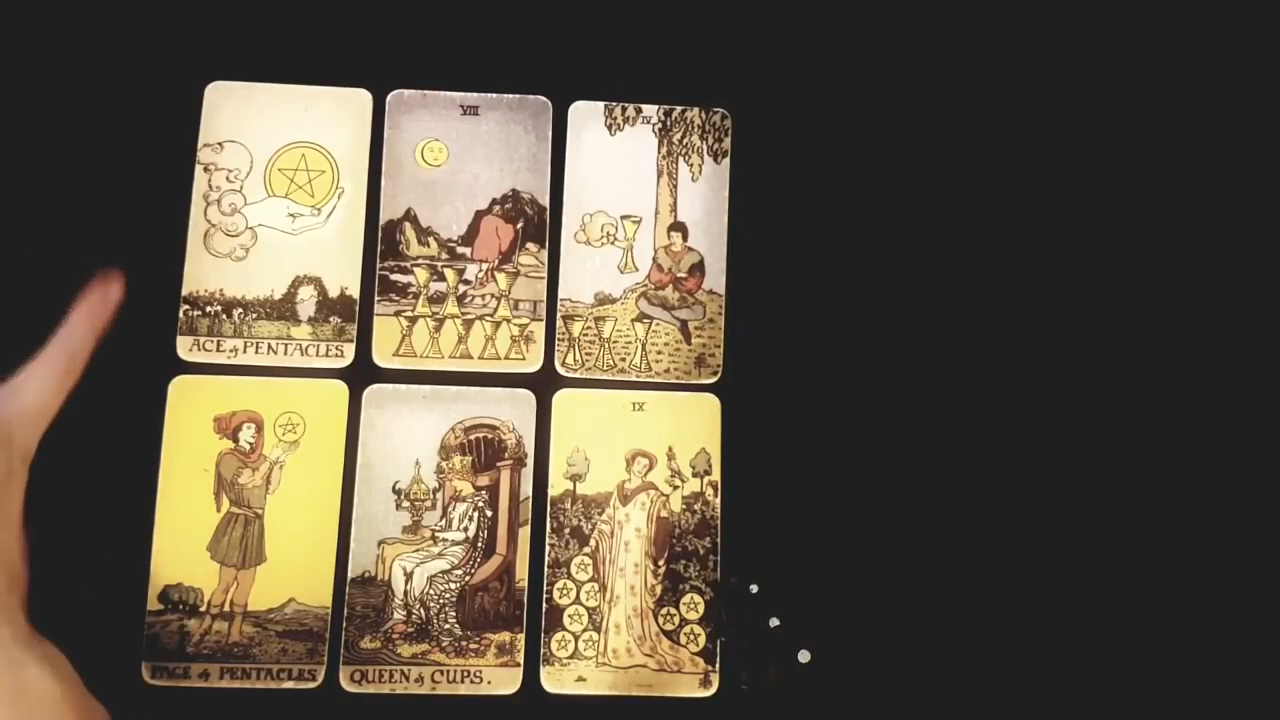 VIII
IV
ACE of PENTACLES.
IX
PAGE of PENTACLES.
QUEEN of CUPS.